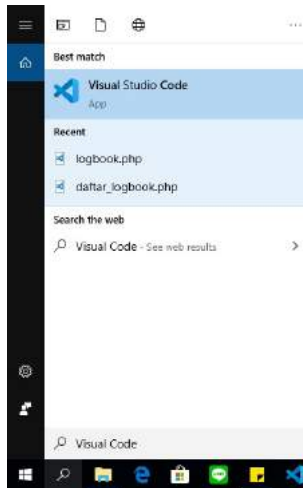 Best match
Visual Studio Code
App
Recent
logbook.php
daftar_logbook.php
Search the web
Visual Code - See web results
Visual Code